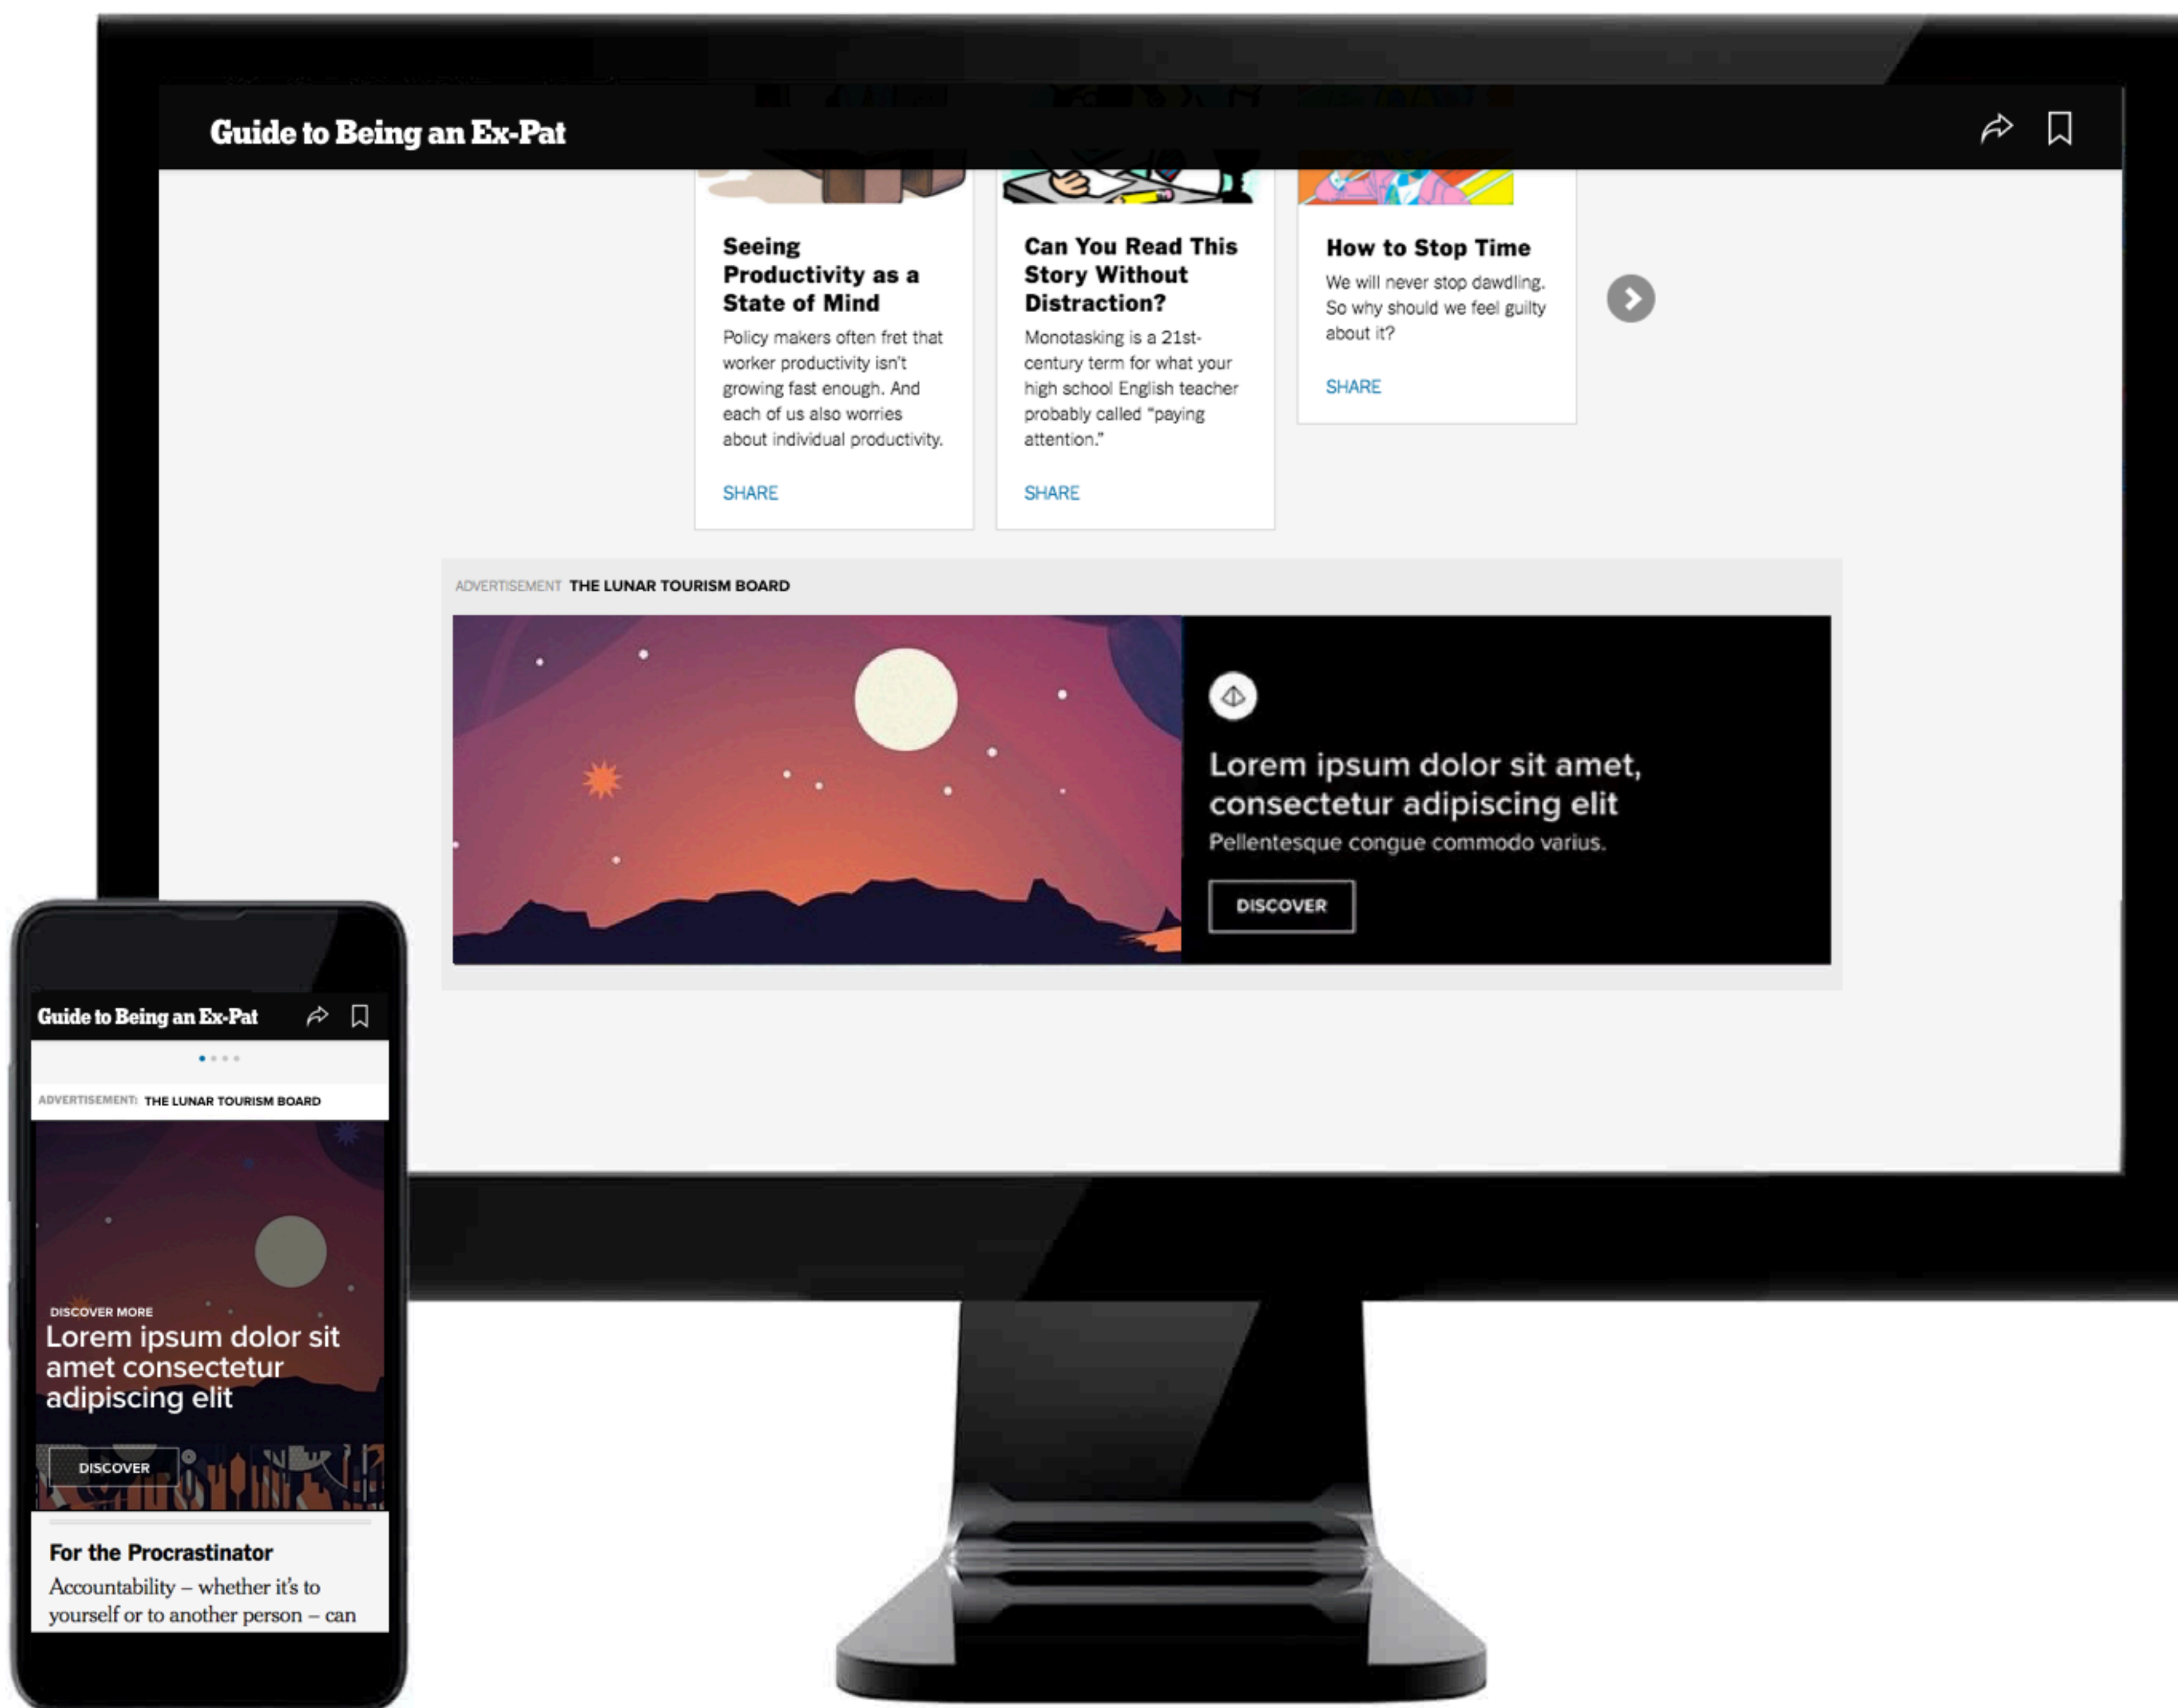 Guide to Being an Ex-Pat
Seeing
Productivity as a
State of Mind
Policy makers often fret that
worker productivity isn't
growing fast enough. And
each of us also worries
about individual productivity.
SHARE
Can You Read This
Story Without
Distraction?
Monotasking is a 21st-
century term for what your
high school English teacher
probably called "paying
attention."
SHARE
How to Stop Time
We will never stop dawdling.
So why should we feel guilty
about it?
SHARE
ADVERTISEMENT THE LUNAR TOURISM BOARD
Lorem ipsum dolor sit amet,
consectetur adipiscing elit
Pellentesque congue commodo varius.
DISCOVER
Guide to Being an Ex-Pat
ADVERTISEMENT: THE LUNAR TOURISM BOARD
DISCOVER MORE
Lorem ipsum dolor sit
amet consectetur
adipiscing elit
DISCOVER
For the Procrastinator
Accountability – whether it's to
yourself or to another person – can